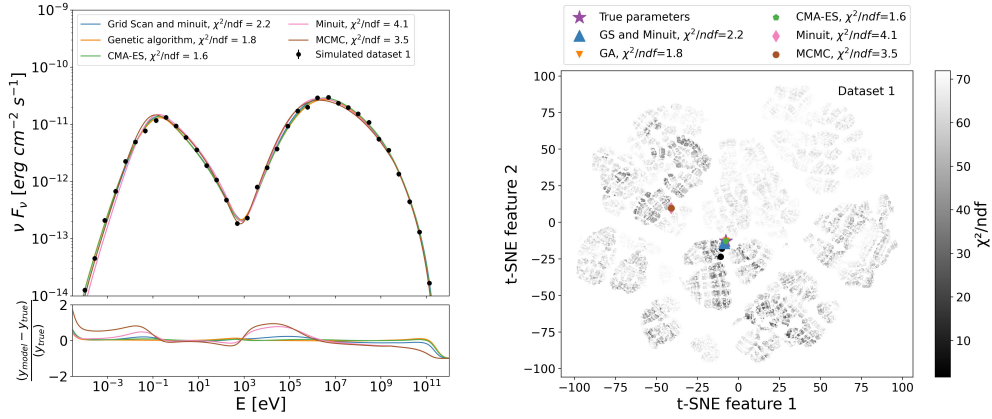 Grid Scan and minuit, χ²/ndf = 2.2
Genetic algorithm, χ²/ndf = 1.8
CMA-ES, χ²/ndf = 1.6
Minuit, χ²/ndf = 4.1
MCMC, χ²/ndf = 3.5
Simulated dataset 1
10⁻⁹
10⁻¹⁰
10⁻¹¹
10⁻¹²
10⁻¹³
10⁻¹⁴
ν Fν [erg cm⁻² s⁻¹]
2
0
−2
(y_model − y_true)
(y_true)
10⁻³ 10⁻¹ 10¹ 10³ 10⁵ 10⁷ 10⁹ 10¹¹
E [eV]
True parameters
GS and Minuit, χ²/ndf=2.2
GA, χ²/ndf=1.8
CMA-ES, χ²/ndf=1.6
Minuit, χ²/ndf=4.1
MCMC, χ²/ndf=3.5
Dataset 1
100
75
50
25
0
−25
−50
−75
−100
t-SNE feature 2
−100 −75 −50 −25 0 25 50 75 100
t-SNE feature 1
70
60
50
40
30
20
10
χ²/ndf